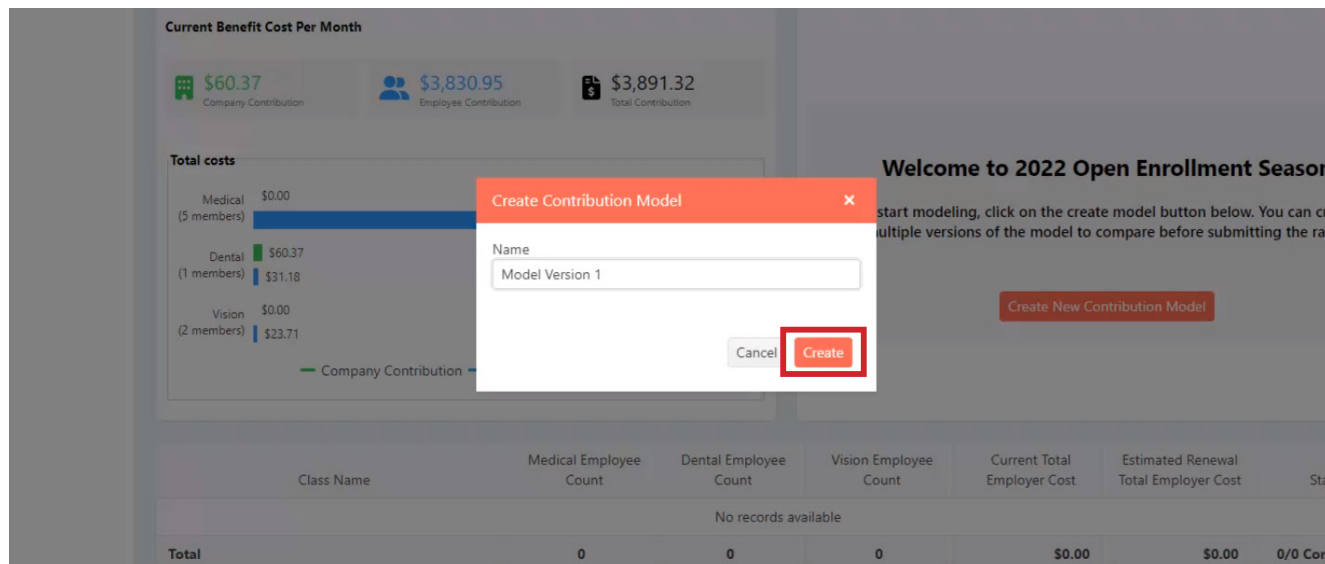 Current Benefit Cost Per Month
$60.37
Company Contribution
$3,830.95
Employee Contribution
$3,891.32
Total Contribution
Total costs
Medical
(5 members)
$0.00
Dental
(1 members)
$60.37
$31.18
Vision
(2 members)
$0.00
$23.71
Company Contribution
Welcome to 2022 Open Enrollment Season
start modeling, click on the create model button below. You can cr
ultiple versions of the model to compare before submitting the ra
Create New Contribution Model
Create Contribution Model ×
Name
Model Version 1
Cancel Create
Class Name
Medical Employee
Count
Dental Employee
Count
Vision Employee
Count
Current Total
Employer Cost
Estimated Renewal
Total Employer Cost
Sta
No records available
Total 0 0 0 $0.00 $0.00 0/0 Con